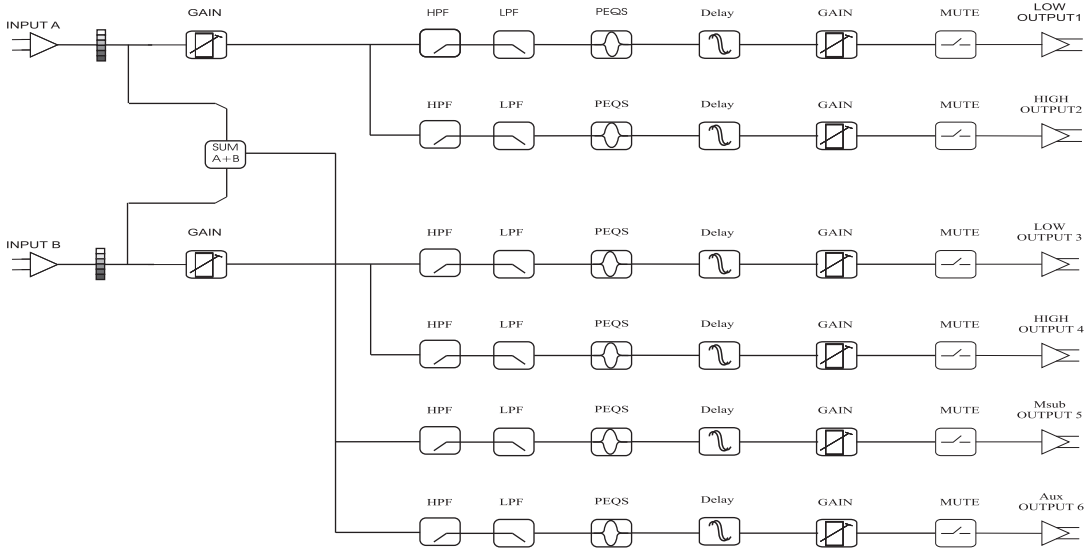 INPUT A
GAIN
HPF
LPF
PEQS
Delay
GAIN
MUTE
LOW
OUTPUT1
HPF
LPF
PEQS
Delay
GAIN
MUTE
HIGH
OUTPUT2
SUM
A+B
INPUT B
GAIN
HPF
LPF
PEQS
Delay
GAIN
MUTE
LOW
OUTPUT 3
HPF
LPF
PEQS
Delay
GAIN
MUTE
HIGH
OUTPUT 4
HPF
LPF
PEQS
Delay
GAIN
MUTE
Msub
OUTPUT 5
HPF
LPF
PEQS
Delay
GAIN
MUTE
Aux
OUTPUT 6